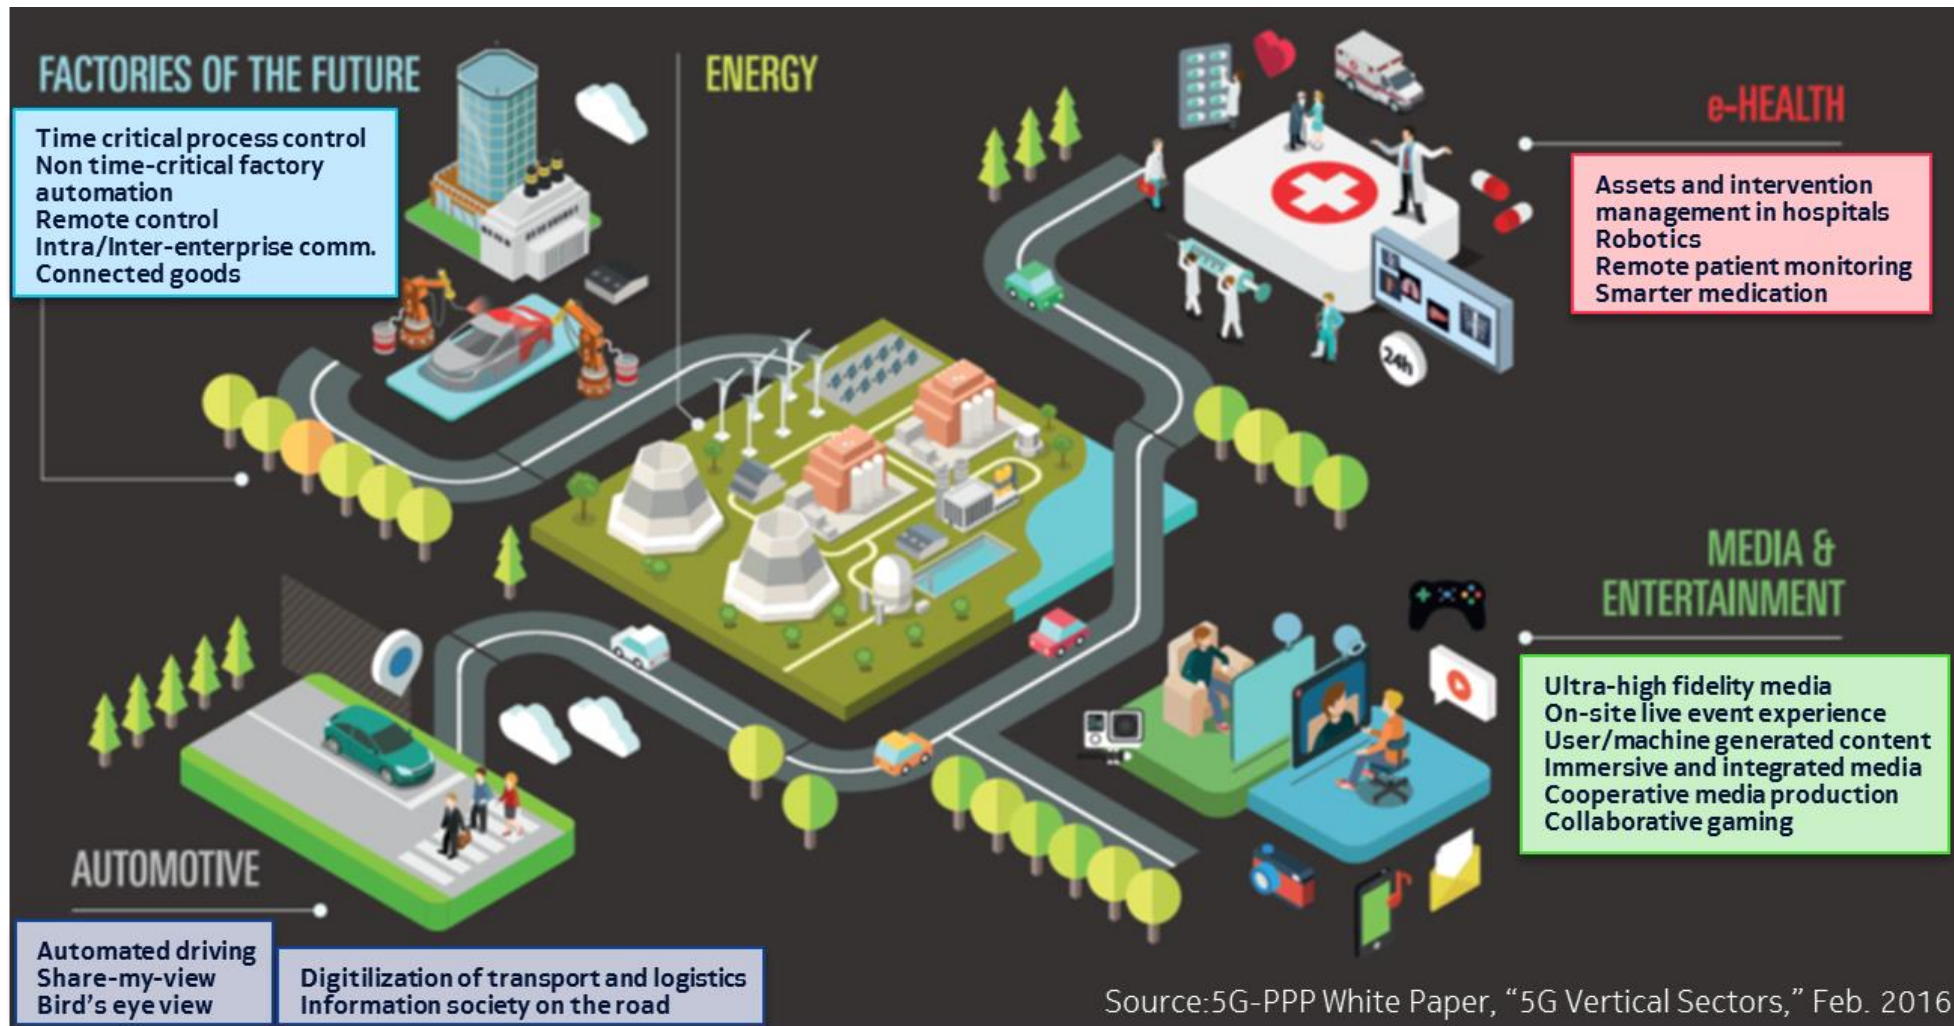 FACTORIES OF THE FUTURE
Time critical process control
Non time-critical factory
automation
Remote control
Intra/Inter-enterprise comm.
Connected goods
ENERGY
e-HEALTH
Assets and intervention
management in hospitals
Robotics
Remote patient monitoring
Smarter medication
24h
MEDIA &
ENTERTAINMENT
Ultra-high fidelity media
On-site live event experience
User/machine generated content
Immersive and integrated media
Cooperative media production
Collaborative gaming
AUTOMOTIVE
Automated driving
Share-my-view
Bird's eye view
Digitilization of transport and logistics
Information society on the road
Source:5G-PPP White Paper, “5G Vertical Sectors,” Feb. 2016